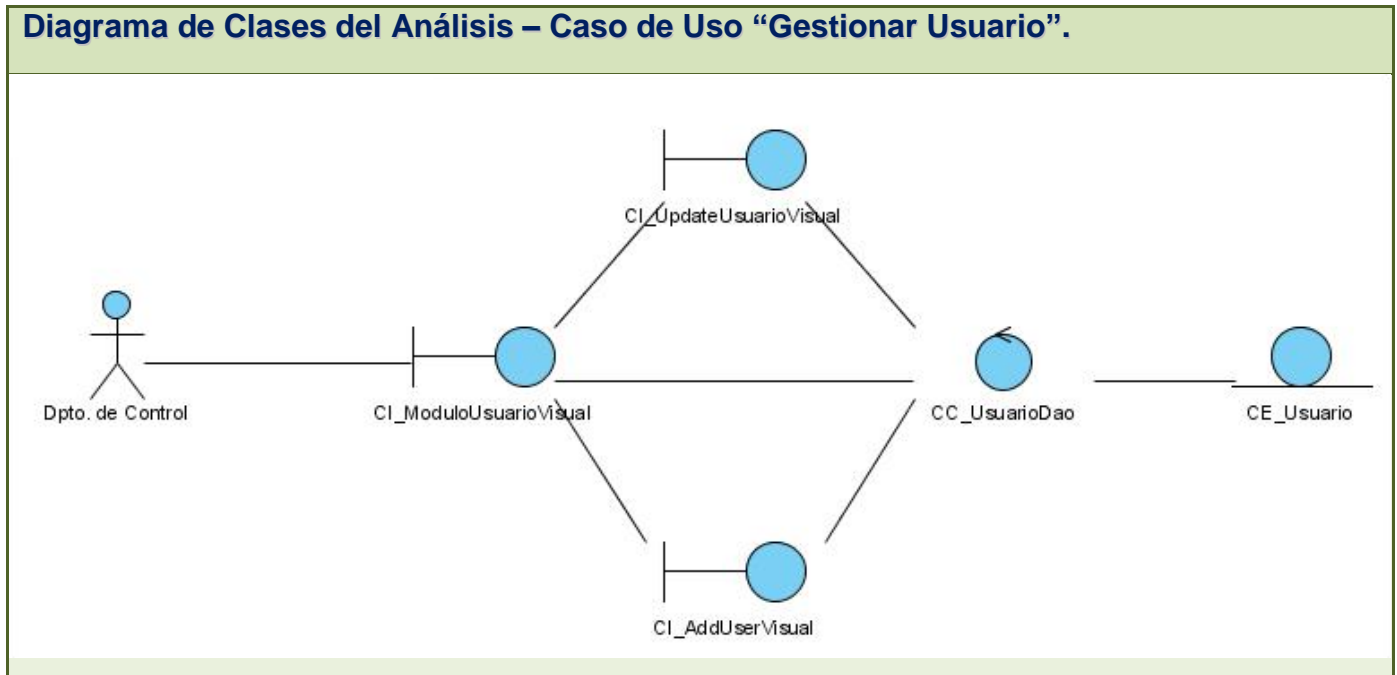 Diagrama de Clases del Análisis – Caso de Uso “Gestionar Usuario”.
CI_UpdateUsuarioVisual
Dpto. de Control
CI_ModuloUsuarioVisual
CC_UsuarioDao
CE_Usuario
CI_AddUserVisual